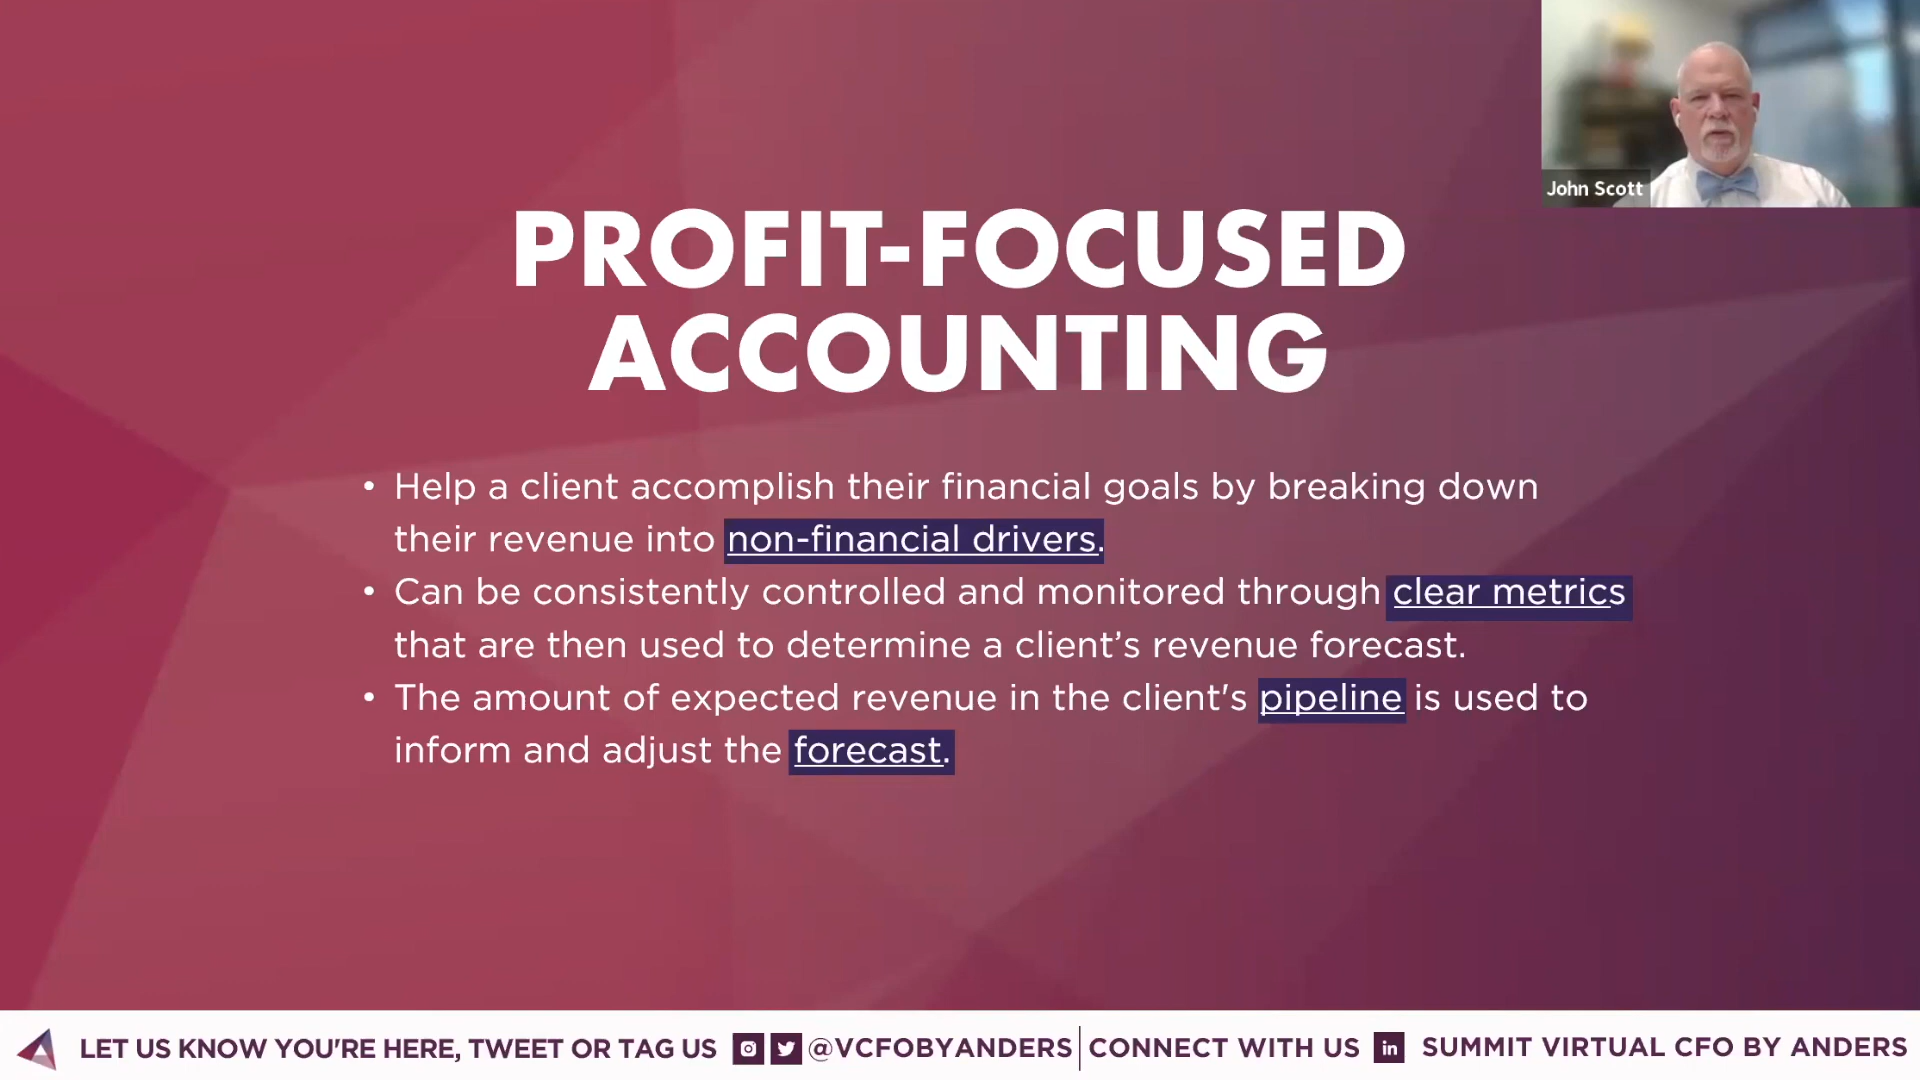 John Scott
PROFIT-FOCUSED
ACCOUNTING
• Help a client accomplish their financial goals by breaking down
their revenue into non-financial drivers.
• Can be consistently controlled and monitored through clear metrics
that are then used to determine a client’s revenue forecast.
• The amount of expected revenue in the client's pipeline is used to
inform and adjust the forecast.
LET US KNOW YOU'RE HERE, TWEET OR TAG US @VCFOBYANDERS CONNECT WITH US in SUMMIT VIRTUAL CFO BY ANDERS